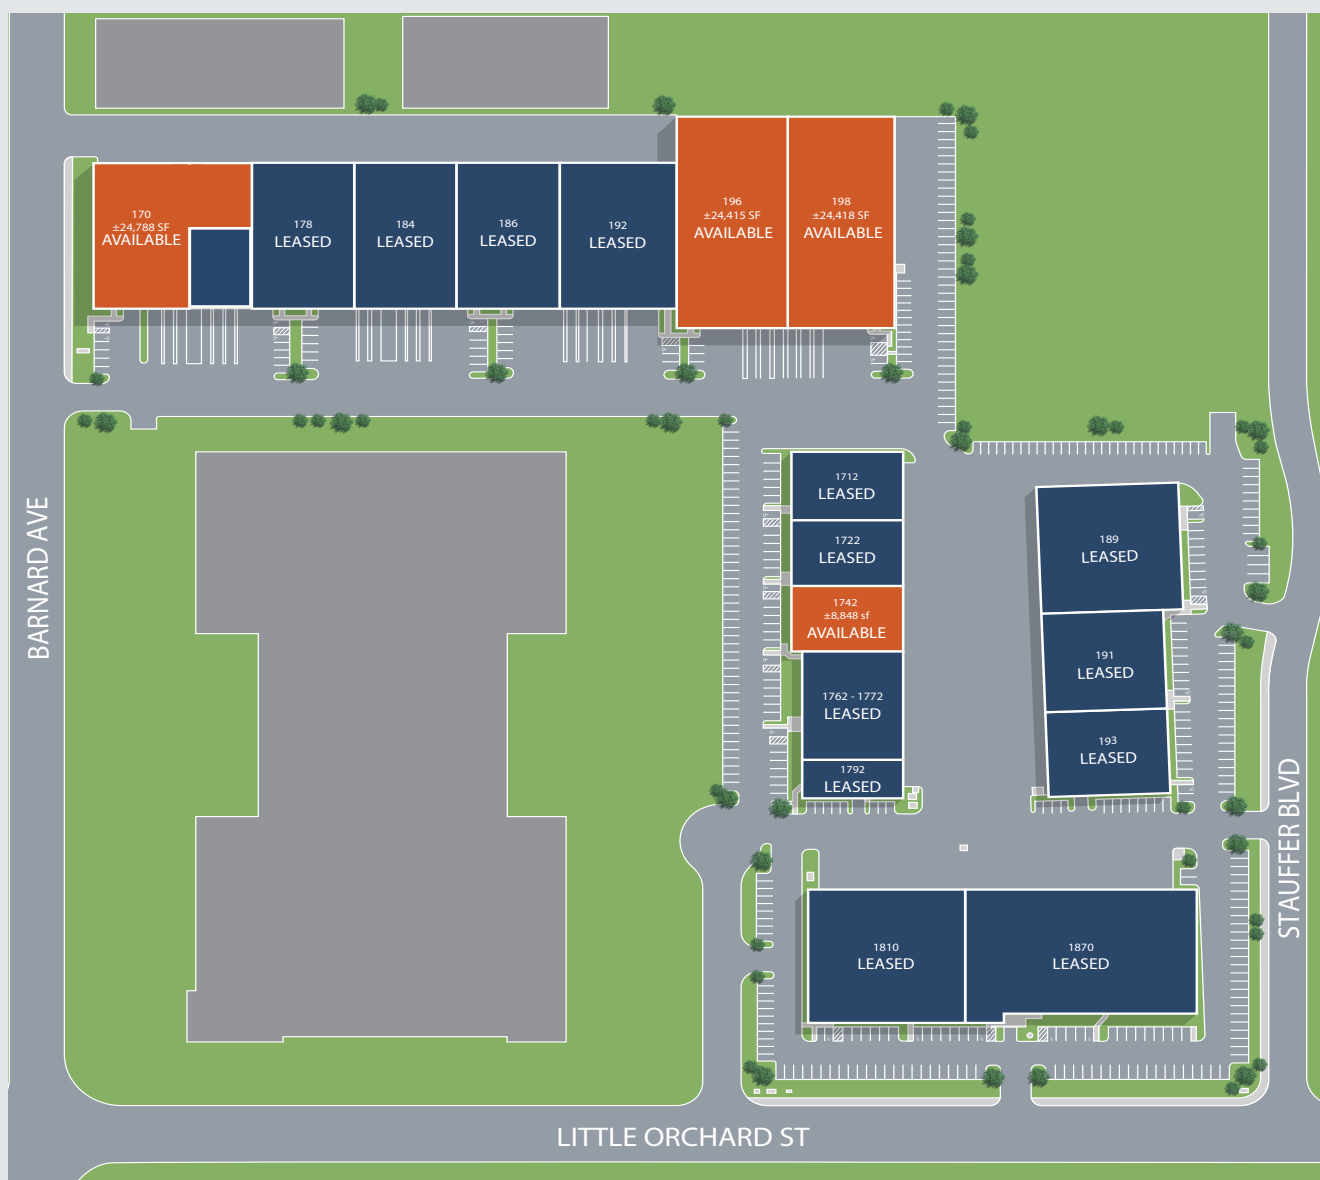 170
±24,788 SF
AVAILABLE
178
LEASED
184
LEASED
186
LEASED
192
LEASED
196
±24,415 SF
AVAILABLE
198
±24,418 SF
AVAILABLE
1712
LEASED
1722
LEASED
1742
±8,848 sf
AVAILABLE
1762 - 1772
LEASED
1792
LEASED
189
LEASED
191
LEASED
193
LEASED
1810
LEASED
1870
LEASED
BARNARD AVE
STAUFFER BLVD
LITTLE ORCHARD ST